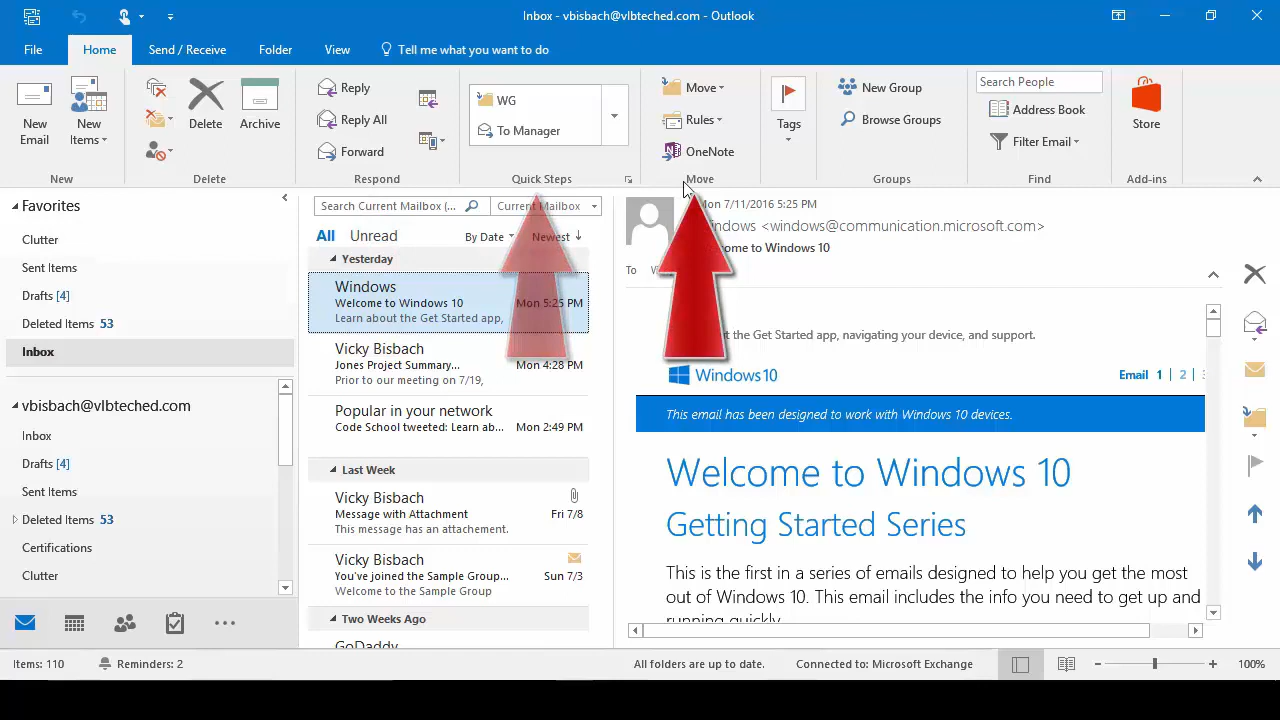 Inbox - vbisbach@vlbteched.com - Outlook
File Home Send / Receive Folder View Tell me what you want to do
New Email
New Items
New
Delete
Archive
Delete
Reply
Reply All
Forward
Respond
WG
To Manager
Quick Steps
Move
Rules
OneNote
Move
Tags
New Group
Browse Groups
Groups
Search People
Address Book
Filter Email
Find
Store
Add-ins
Favorites
Clutter
Sent Items
Drafts [4]
Deleted Items 53
Inbox
vbisbach@vlbteched.com
Inbox
Drafts [4]
Sent Items
Deleted Items 53
Certifications
Clutter
Search Current Mailbox (... Current Mailbox
All Unread By Date Newest
Yesterday
Windows
Welcome to Windows 10 Mon 5:25 PM
Learn about the Get Started app,
Vicky Bisbach
Jones Project Summary... Mon 4:28 PM
Prior to our meeting on 7/19,
Popular in your network
Code School tweeted: Learn ab... Mon 2:49 PM
Last Week
Vicky Bisbach
Message with Attachment Fri 7/8
This message has an attachement.
Vicky Bisbach
You've joined the Sample Group... Sun 7/3
Welcome to the Sample Group
Two Weeks Ago
GoDaddy
Mon 7/11/2016 5:25 PM
indows <windows@communication.microsoft.com>
ome to Windows 10
To
t the Get Started app, navigating your device, and support.
Windows10
Email 1 | 2 |
This email has been designed to work with Windows 10 devices.
Welcome to Windows 10
Getting Started Series
This is the first in a series of emails designed to help you get the most
out of Windows 10. This email includes the info you need to get up and
running quickly.
Items: 110 Reminders: 2 All folders are up to date. Connected to: Microsoft Exchange 100%